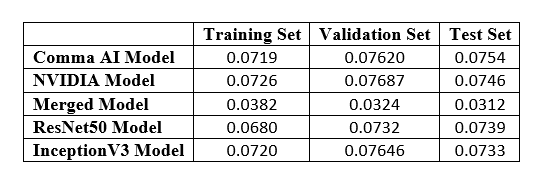 Training Set Validation Set Test Set
Comma AI Model 0.0719 0.07620 0.0754
NVIDIA Model 0.0726 0.07687 0.0746
Merged Model 0.0382 0.0324 0.0312
ResNet50 Model 0.0680 0.0732 0.0739
InceptionV3 Model 0.0720 0.07646 0.0733